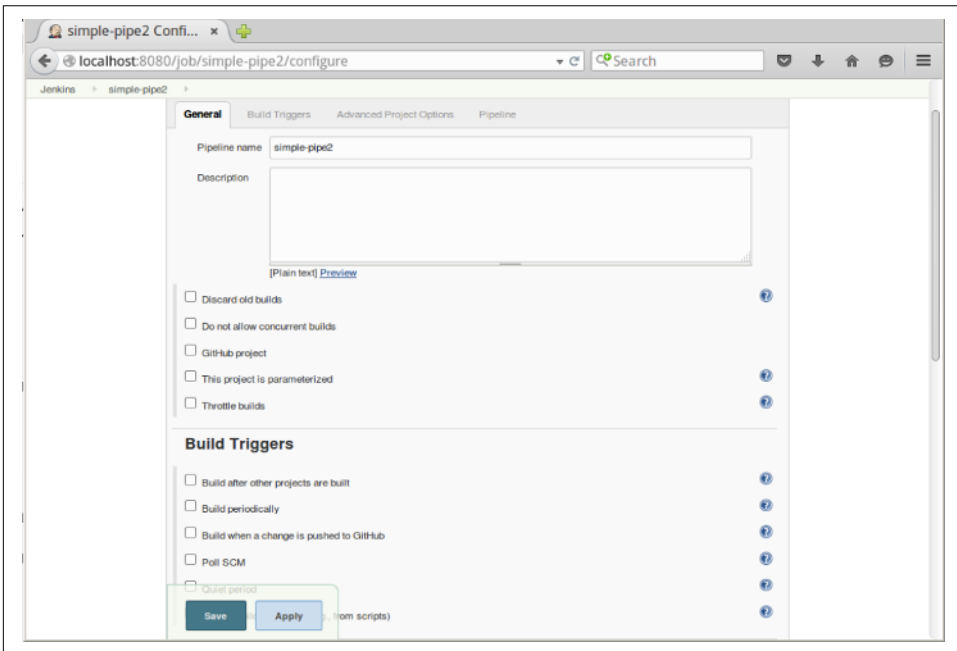 simple-pipe2 Confi...
localhost:8080/job/simple-pipe2/configure
Search
Jenkins simple-pipe2
General Build Triggers Advanced Project Options Pipeline
Pipeline name simple-pipe2
Description
[Plain text] Preview
Discard old builds
Do not allow concurrent builds
GitHub project
This project is parameterized
Throttle builds
Build Triggers
Build after other projects are built
Build periodically
Build when a change is pushed to GitHub
Poll SCM
Quiet period
Save Apply from scripts)